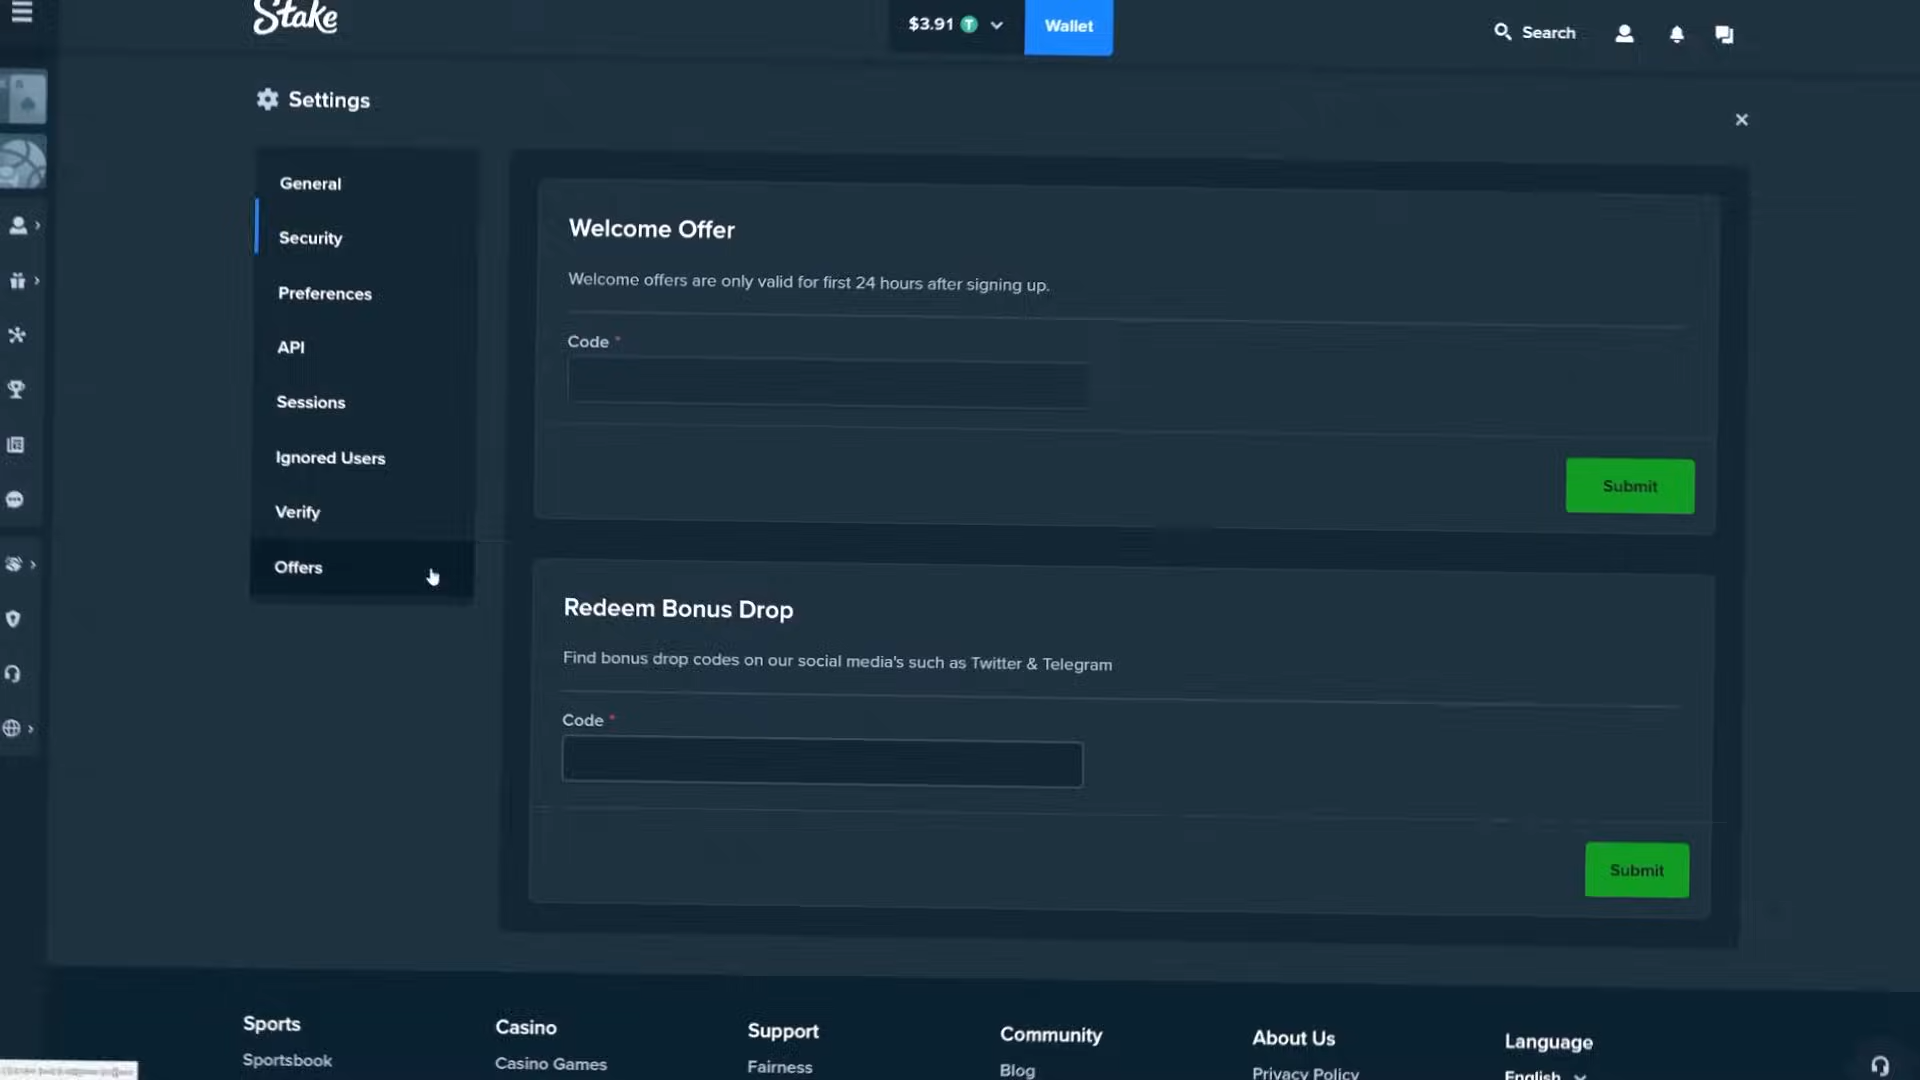 Stake
$3.91
Wallet
Search
Settings
General
Security
Preferences
API
Sessions
Ignored Users
Verify
Offers
Welcome Offer
Welcome offers are only valid for first 24 hours after signing up.
Code *
Submit
Redeem Bonus Drop
Find bonus drop codes on our social media's such as Twitter & Telegram
Code *
Submit
Sports
Sportsbook
Casino
Casino Games
Support
Fairness
Community
Blog
About Us
Privacy Policy
Language
English